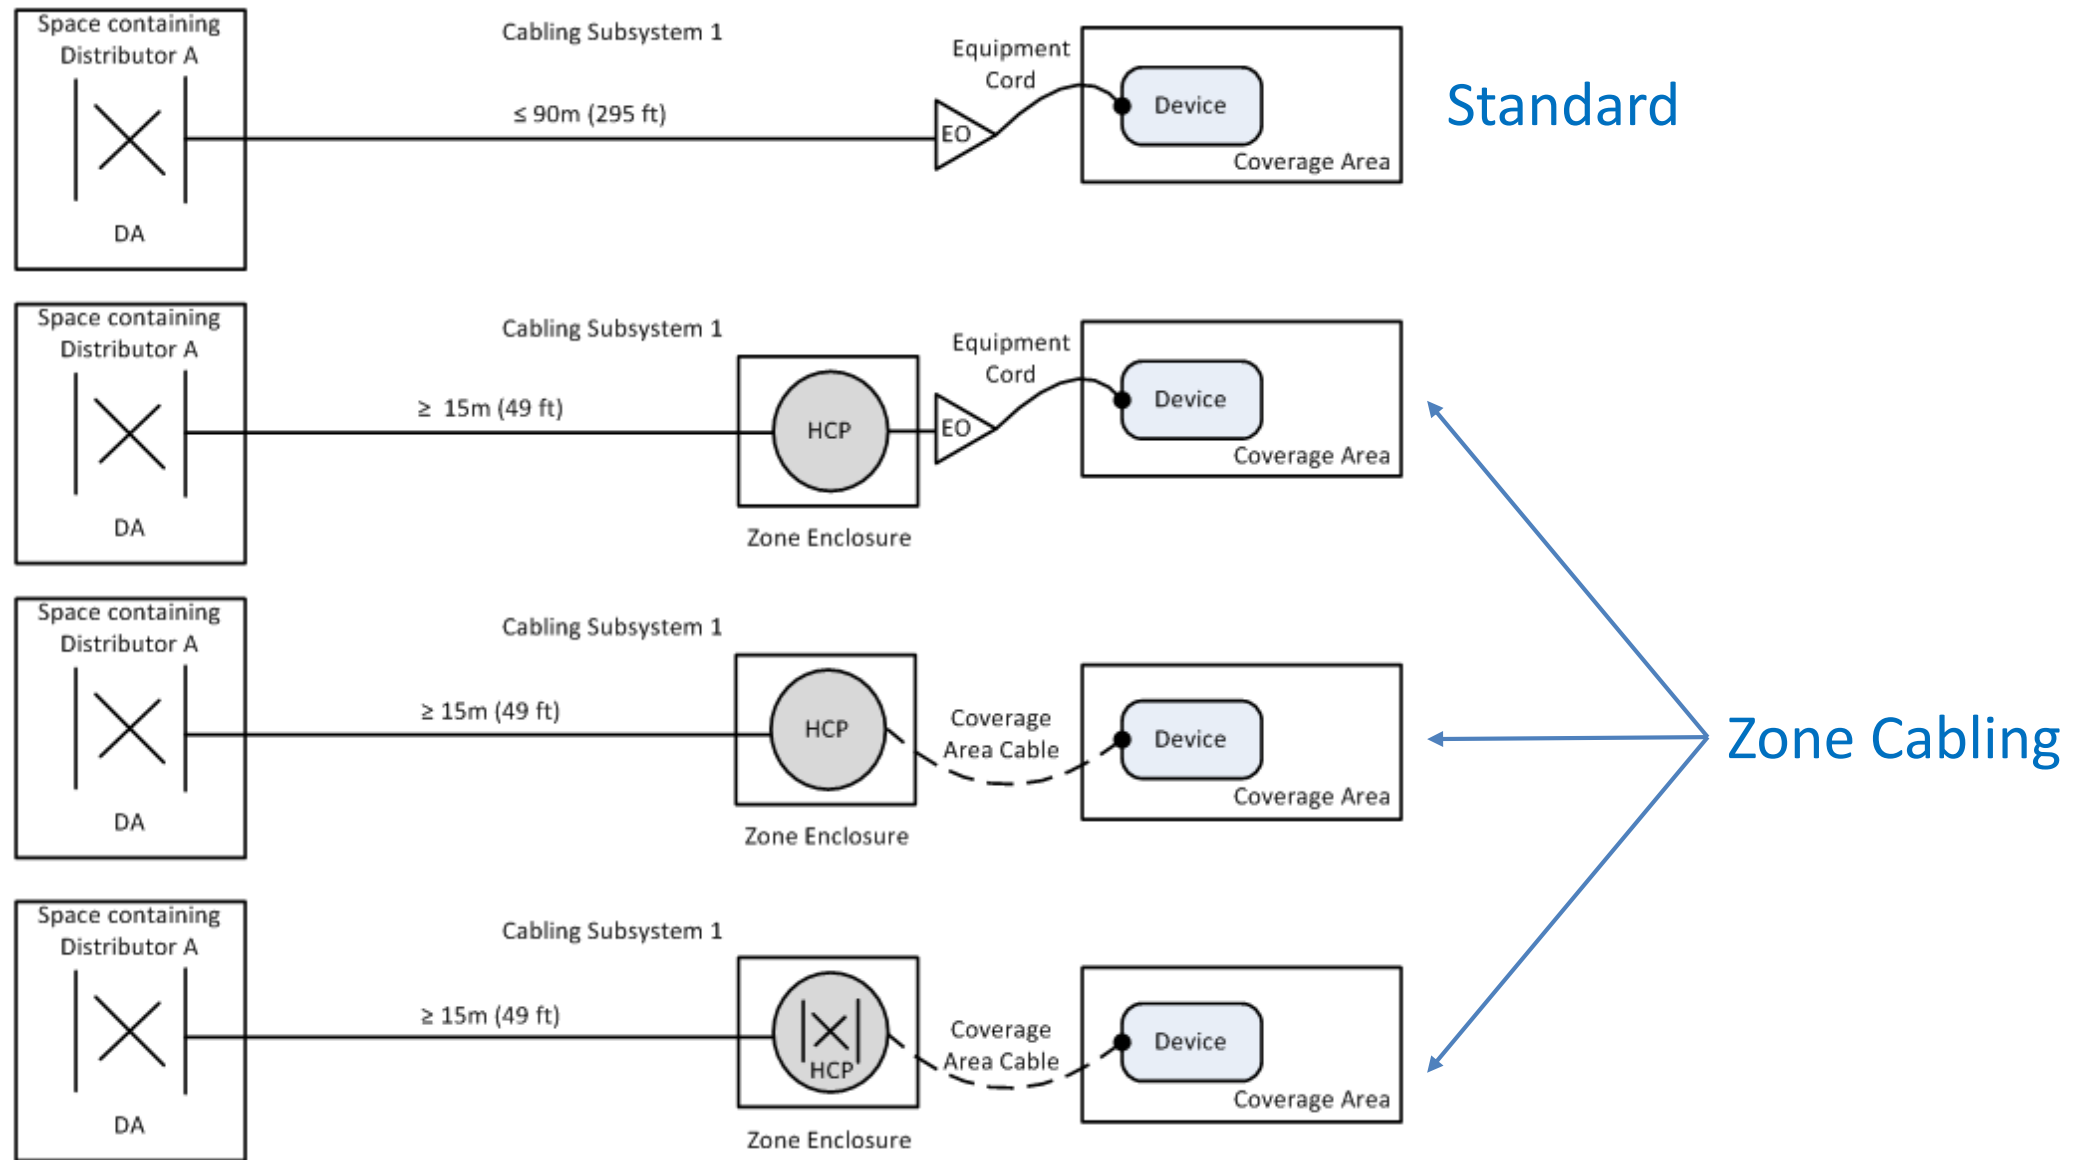 Space containing
Distributor A
DA
Cabling Subsystem 1
≤ 90m (295 ft)
EO
Equipment
Cord
Device
Coverage Area
Standard
Space containing
Distributor A
DA
Cabling Subsystem 1
≥ 15m (49 ft)
HCP
Zone Enclosure
EO
Equipment
Cord
Device
Coverage Area
Space containing
Distributor A
DA
Cabling Subsystem 1
≥ 15m (49 ft)
HCP
Zone Enclosure
Coverage
Area Cable
Device
Coverage Area
Zone Cabling
Space containing
Distributor A
DA
Cabling Subsystem 1
≥ 15m (49 ft)
HCP
Zone Enclosure
Coverage
Area Cable
Device
Coverage Area